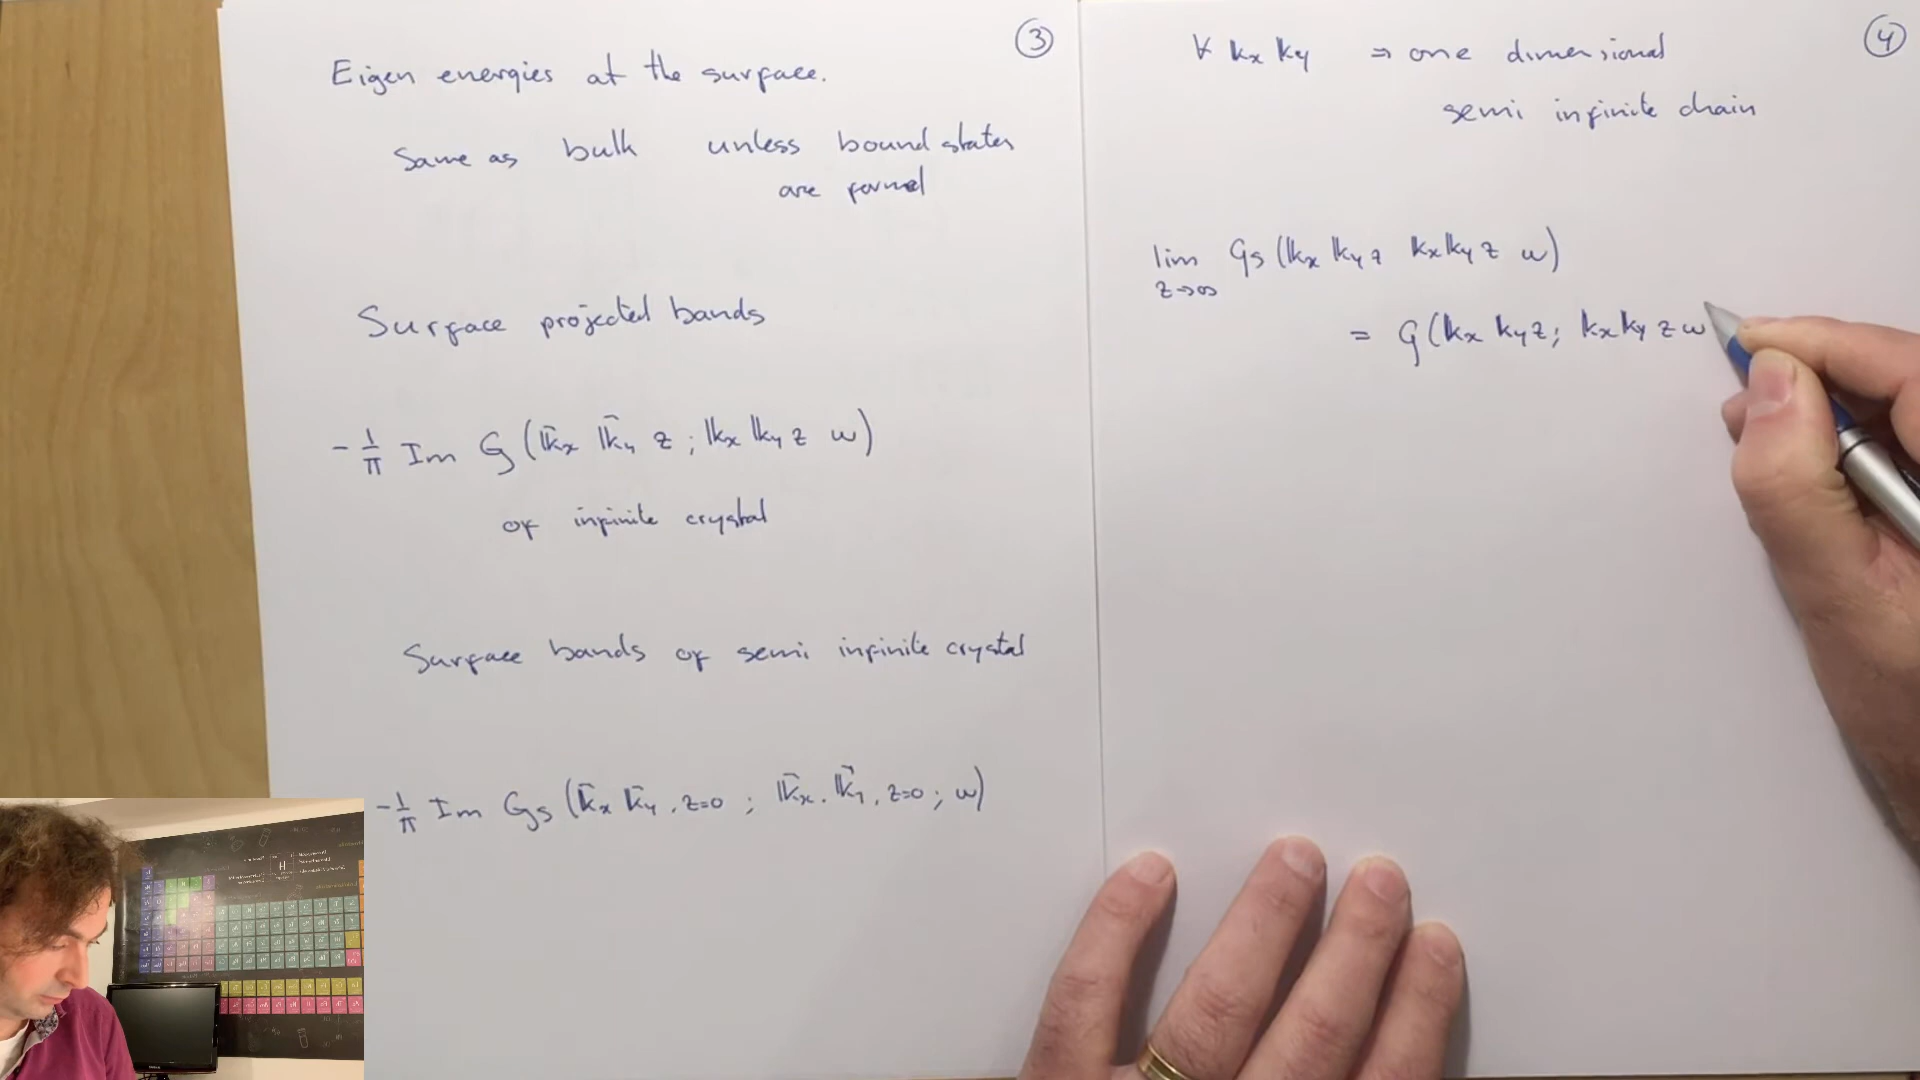 ③
Eigen energies at the surface.
Same as bulk unless bound states
are formed
Surface projected bands
-1/π Im G(k̄x k̄y z ; kx ky z ω)
of infinite crystal
Surface bands of semi infinite crystal
-1/π Im Gs (k̄x k̄y, z=0 ; k̄x, k̄y, z=0 ; ω)
④
∀ kx ky ⇒ one dimensional
semi infinite chain
lim Gs(kx ky z kx ky z ω)
z→∞
= G(kx ky z; kx ky z ω